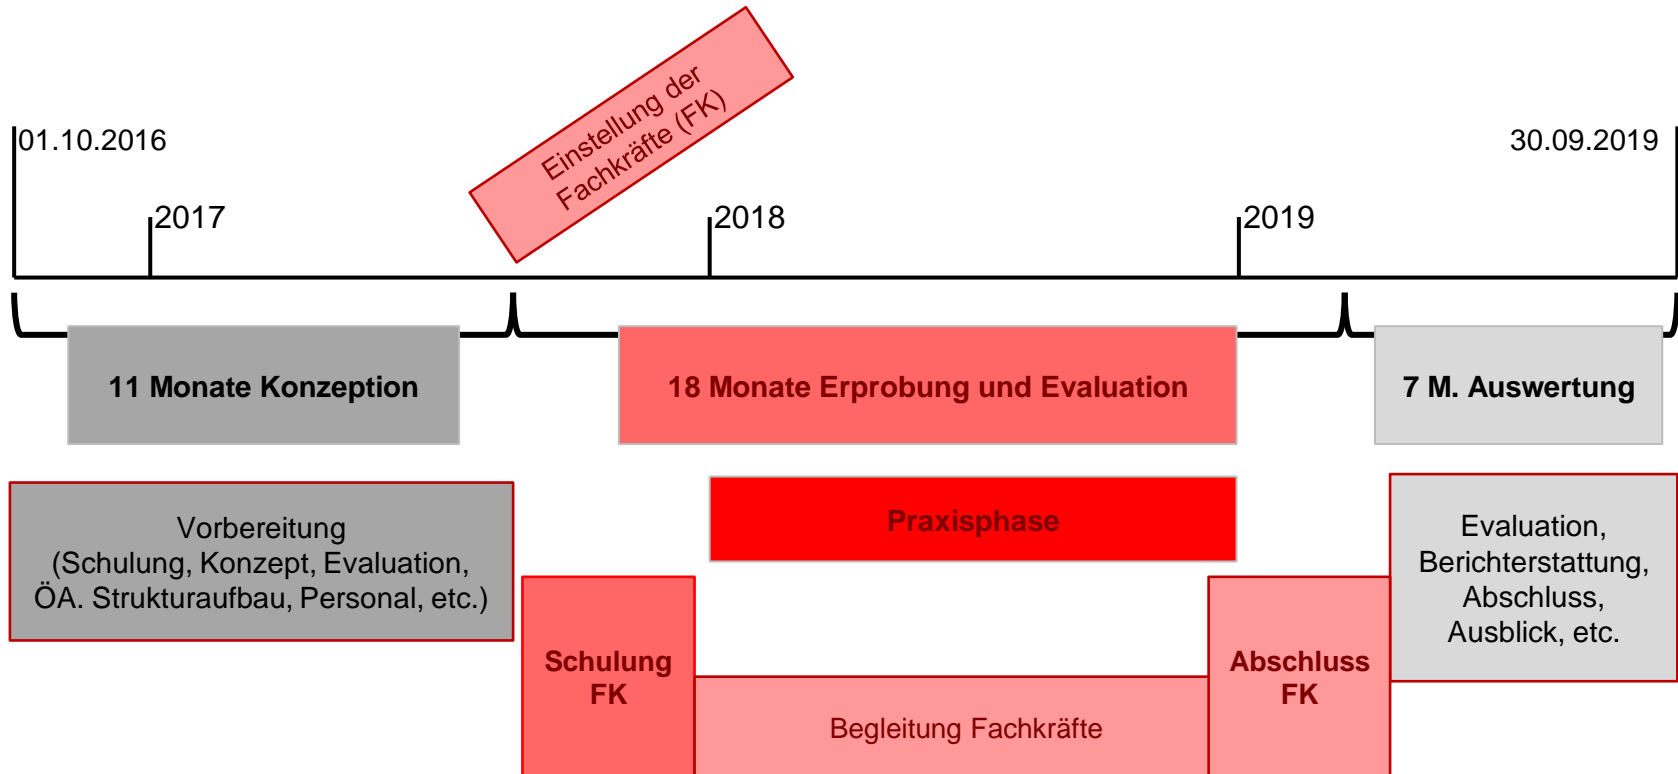 Einstellung der
Fachkräfte (FK)
01.10.2016
30.09.2019
2017
2018
2019
11 Monate Konzeption
18 Monate Erprobung und Evaluation
7 M. Auswertung
Praxisphase
Vorbereitung
(Schulung, Konzept, Evaluation,
ÖA. Strukturaufbau, Personal, etc.)
Evaluation,
Berichterstattung,
Abschluss,
Ausblick, etc.
Schulung
FK
Abschluss
FK
Begleitung Fachkräfte